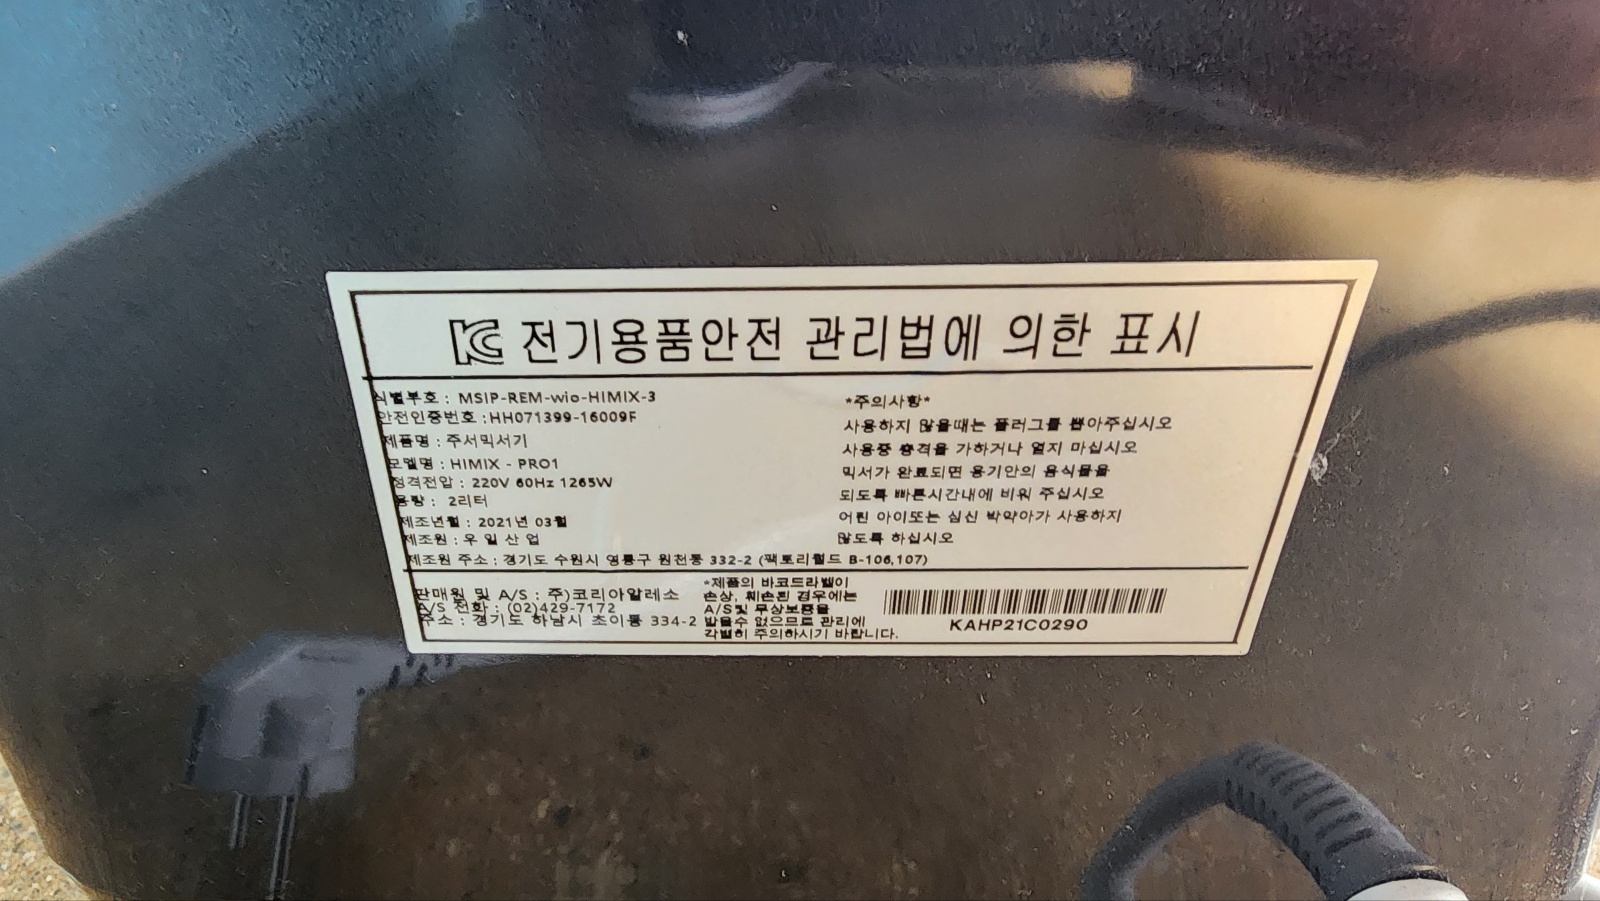 KC 전기용품안전 관리법에 의한 표시
식별부호 : MSIP-REM-wio-HIMIX-3
안전인증번호 :HH071399-16009F
제품명 : 주서믹서기
모델명 : HIMIX - PRO1
정격전압 : 220V 60Hz 1265W
용량 : 2리터
제조년월 : 2021년 03월
제조원 : 우일산업
제조원 주소 : 경기도 수원시 영통구 원천동 332-2 (팩토리월드 B-106,107)
*주의사항*
사용하지 않을때는 플러그를 뽑아주십시오
사용중 충격을 가하거나 열지 마십시오
믹서가 완료되면 용기안의 음식물을
되도록 빠른시간내에 비워 주십시오
어린 아이또는 심신 박약아가 사용하지
않도록 하십시오
판매원 및 A/S : 주)코리아알레소
A/S 전화 : (02)429-7172
주소 : 경기도 하남시 초이동 334-2
*제품의 바코드라벨이
손상, 훼손된 경우에는
A/S및 무상보증을
받을수 없으므로 관리에
각별히 주의하시기 바랍니다.
KAHP21C0290